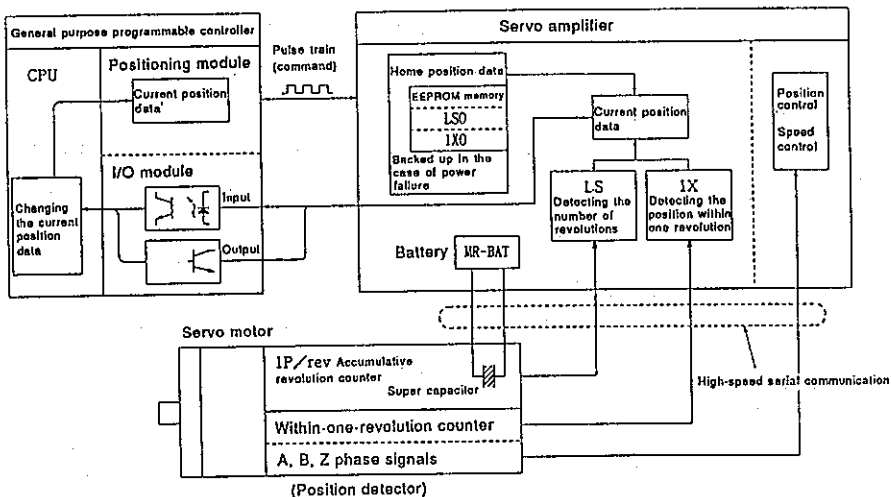 General purpose programmable controller
CPU
Positioning module
Current position
data'
I/O module
Input
Output
Changing
the current
position
data
Pulse train
(command)
Servo amplifier
Home position data
EEPROM memory
LS0
1X0
Backed up in the
case of power
failure
Current position
data
LS
Detecting the
number of
revolutions
1X
Detecting the
position within
one revolution
Position
control
Speed
control
Battery
MR-BAT
Servo motor
1P/rev Accumulative
revolution counter
Super capacitor
High-speed serial communication
Within-one-revolution counter
A, B, Z phase signals
(Position detector)